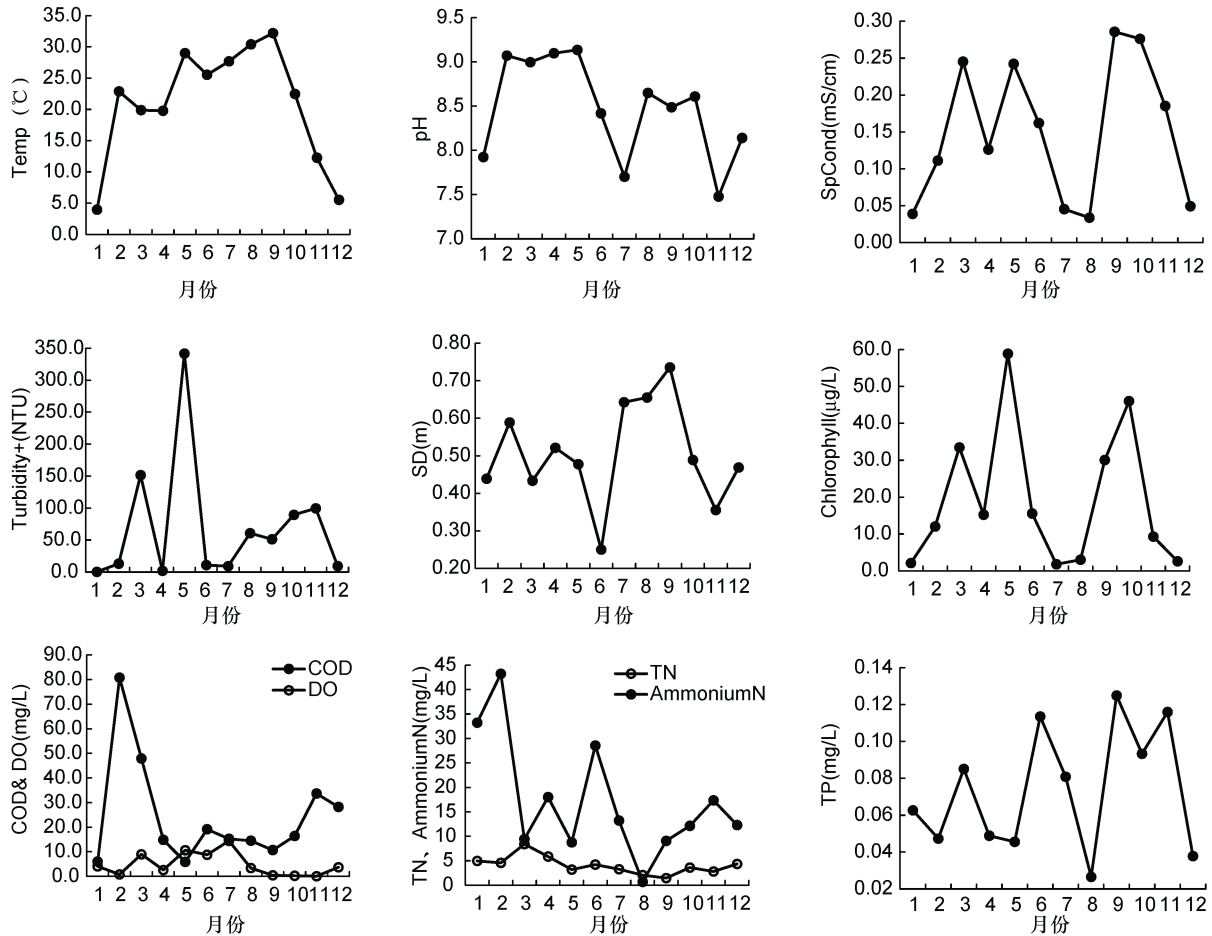 Temp（℃）
35.0
30.0
25.0
20.0
15.0
10.0
5.0
0.0
1 2 3 4 5 6 7 8 9 10 11 12
月份
pH
9.5
9.0
8.5
8.0
7.5
7.0
1 2 3 4 5 6 7 8 9 10 11 12
月份
SpCond(mS/cm)
0.30
0.25
0.20
0.15
0.10
0.05
0.00
1 2 3 4 5 6 7 8 9 10 11 12
月份
Turbidity+(NTU)
350.0
300.0
250.0
200.0
150.0
100.0
50.0
0.0
1 2 3 4 5 6 7 8 9 10 11 12
月份
SD(m)
0.80
0.70
0.60
0.50
0.40
0.30
0.20
1 2 3 4 5 6 7 8 9 10 11 12
月份
Chlorophyll(μg/L)
60.0
50.0
40.0
30.0
20.0
10.0
0.0
1 2 3 4 5 6 7 8 9 10 11 12
月份
COD& DO(mg/L)
90.0
80.0
70.0
60.0
50.0
40.0
30.0
20.0
10.0
0.0
COD
DO
1 2 3 4 5 6 7 8 9 10 11 12
月份
TN、AmmoniumN(mg/L)
45
40
35
30
25
20
15
10
5
0
TN
AmmoniumN
1 2 3 4 5 6 7 8 9 10 11 12
月份
TP(mg/L)
0.14
0.12
0.10
0.08
0.06
0.04
0.02
1 2 3 4 5 6 7 8 9 10 11 12
月份